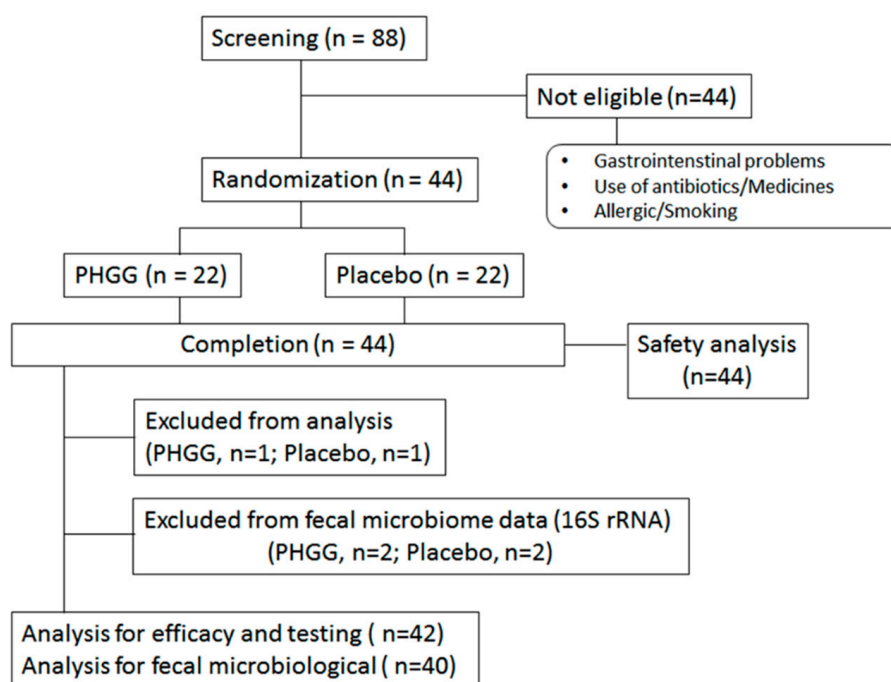 Screening (n = 88)
Not eligible (n=44)
• Gastrointenstinal problems
• Use of antibiotics/Medicines
• Allergic/Smoking
Randomization (n = 44)
PHGG (n = 22)
Placebo (n = 22)
Completion (n = 44)
Safety analysis
(n=44)
Excluded from analysis
(PHGG, n=1; Placebo, n=1)
Excluded from fecal microbiome data (16S rRNA)
(PHGG, n=2; Placebo, n=2)
Analysis for efficacy and testing ( n=42)
Analysis for fecal microbiological ( n=40)